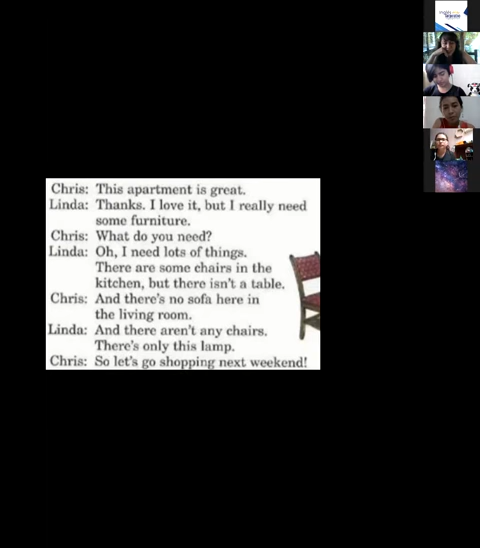 Chris: This apartment is great.
Linda: Thanks. I love it, but I really need
some furniture.
Chris: What do you need?
Linda: Oh, I need lots of things.
There are some chairs in the
kitchen, but there isn't a table.
Chris: And there's no sofa here in
the living room.
Linda: And there aren't any chairs.
There's only this lamp.
Chris: So let's go shopping next weekend!